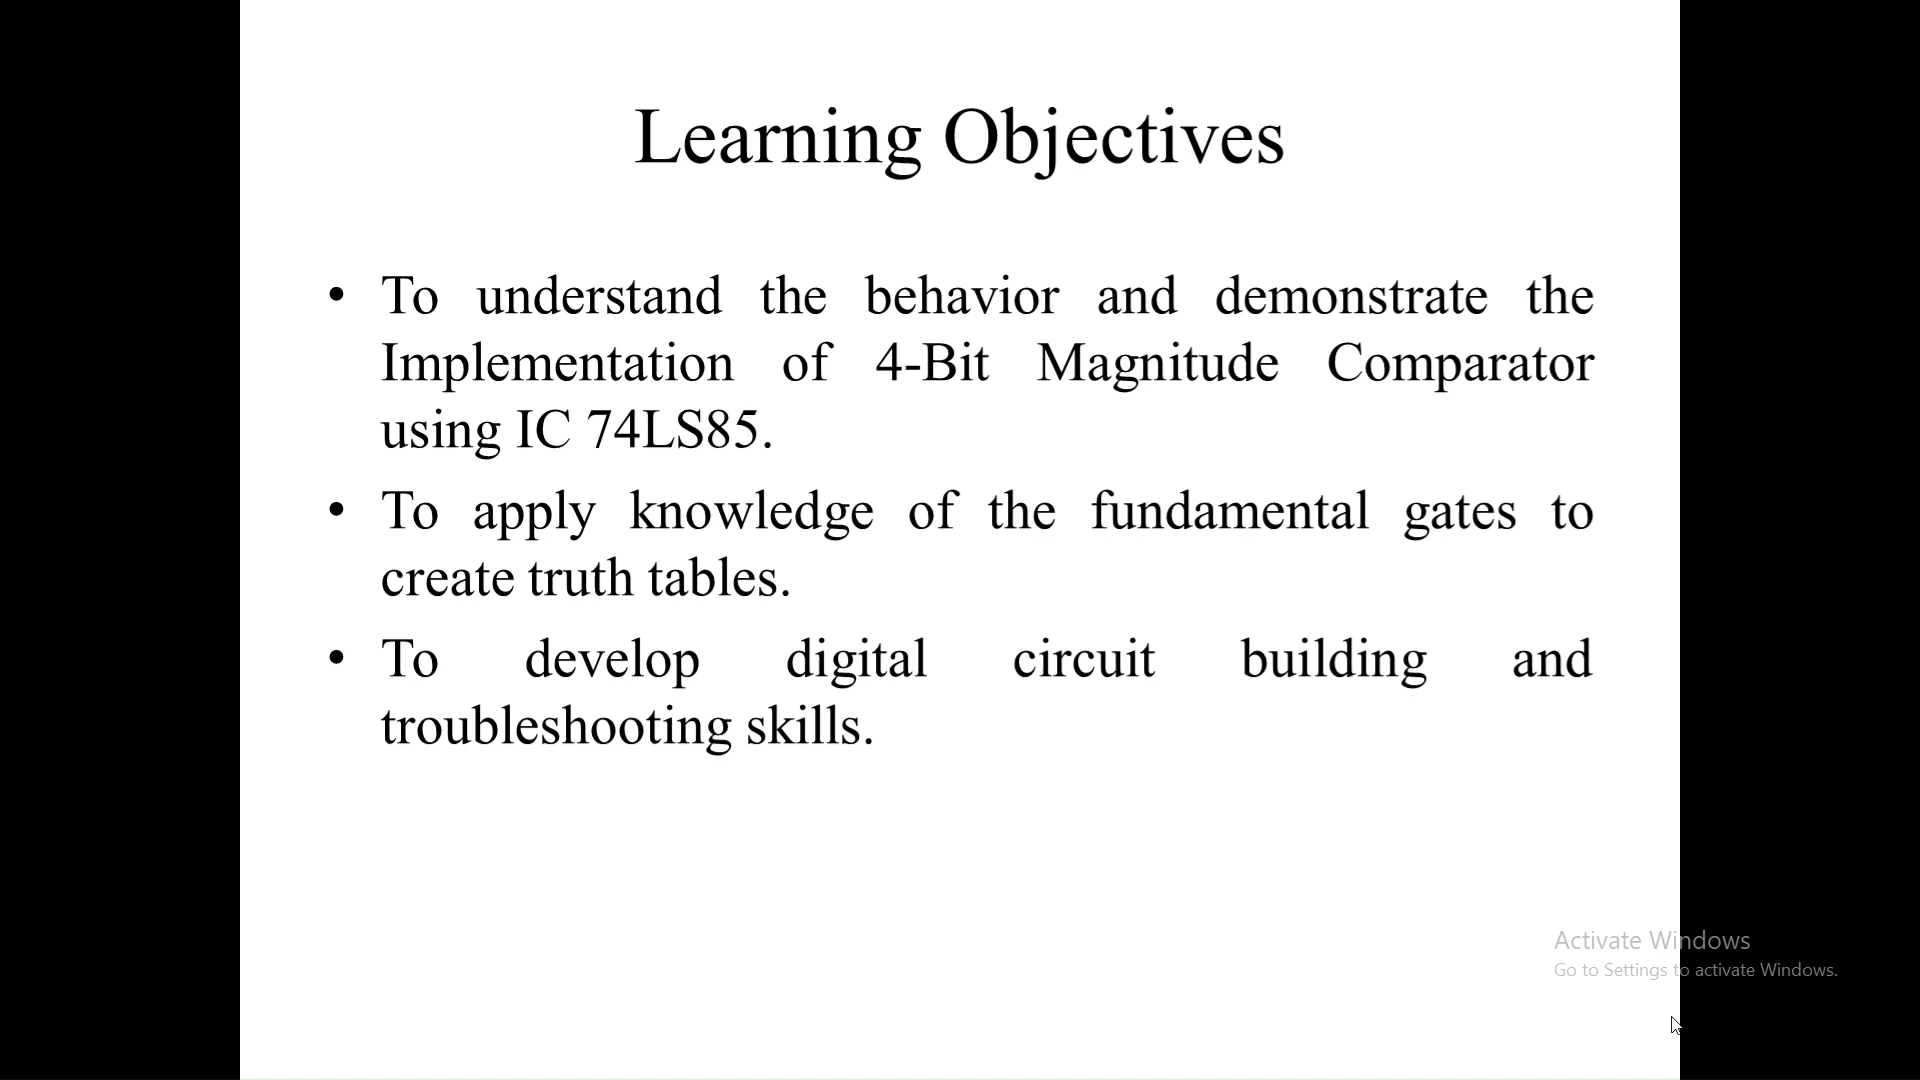 Learning Objectives
• To understand the behavior and demonstrate the
Implementation of 4-Bit Magnitude Comparator
using IC 74LS85.
• To apply knowledge of the fundamental gates to
create truth tables.
• To develop digital circuit building and
troubleshooting skills.
Activate Windows
Go to Settings to activate Windows.